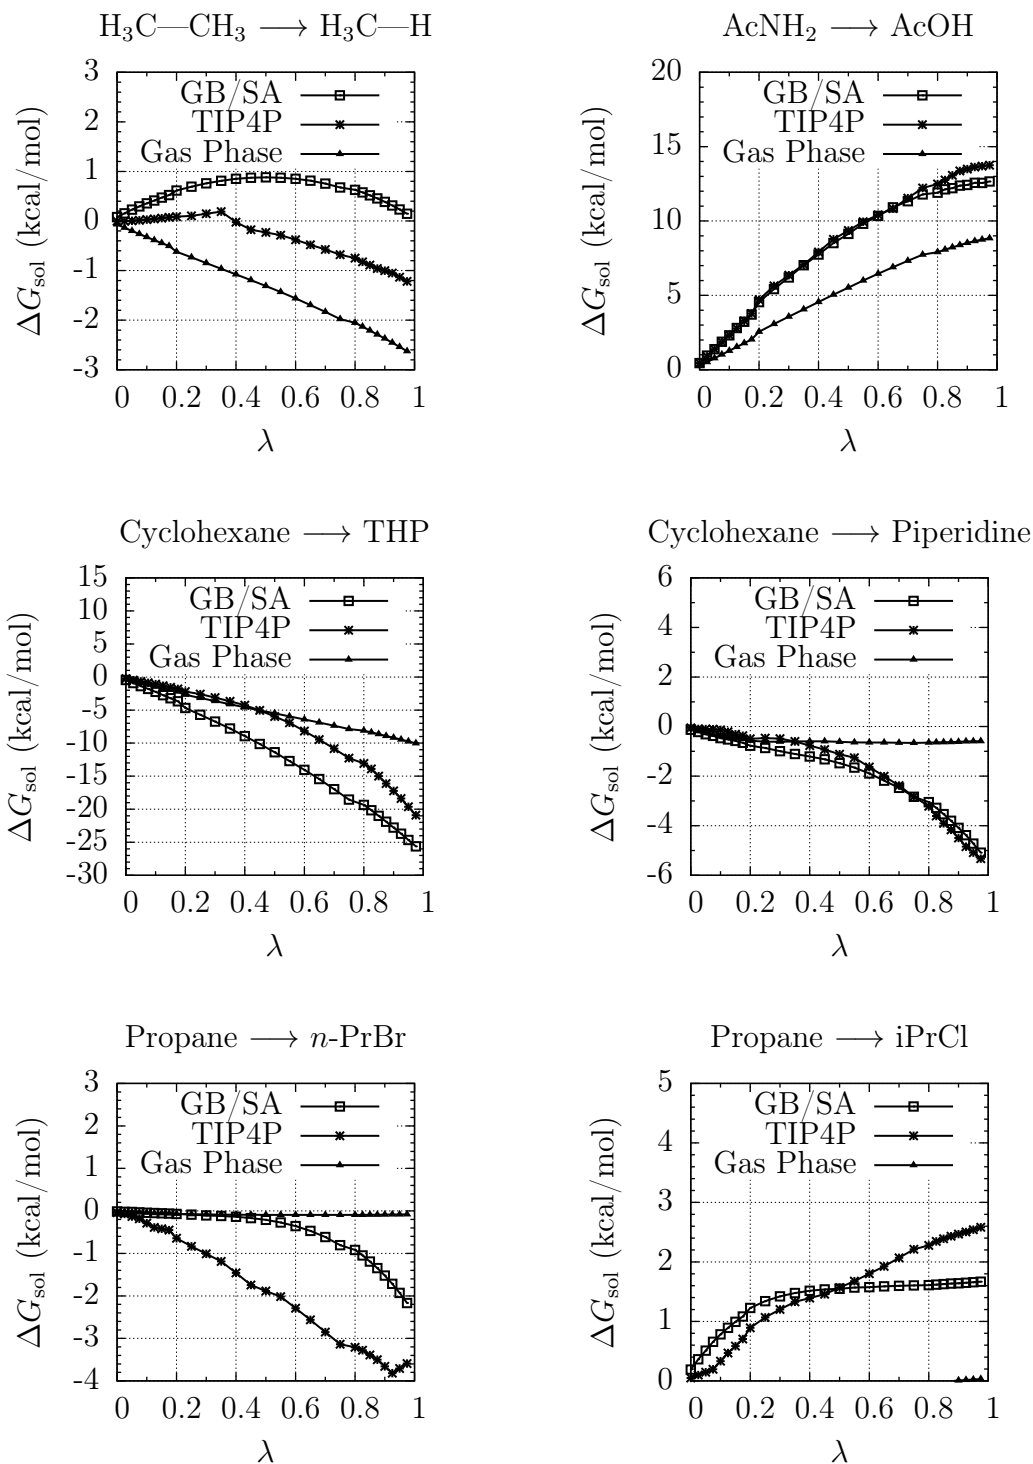 H₃C—CH₃ ⟶ H₃C—H
3
2
1
0
-1
-2
-3
0 0.2 0.4 0.6 0.8 1
ΔG_sol (kcal/mol)
λ
GB/SA
TIP4P
Gas Phase
AcNH₂ ⟶ AcOH
20
15
10
5
0
0 0.2 0.4 0.6 0.8 1
ΔG_sol (kcal/mol)
λ
GB/SA
TIP4P
Gas Phase
Cyclohexane ⟶ THP
15
10
5
0
-5
-10
-15
-20
-25
-30
0 0.2 0.4 0.6 0.8 1
ΔG_sol (kcal/mol)
λ
GB/SA
TIP4P
Gas Phase
Cyclohexane ⟶ Piperidine
6
4
2
0
-2
-4
-6
0 0.2 0.4 0.6 0.8 1
ΔG_sol (kcal/mol)
λ
GB/SA
TIP4P
Gas Phase
Propane ⟶ n-PrBr
3
2
1
0
-1
-2
-3
-4
0 0.2 0.4 0.6 0.8 1
ΔG_sol (kcal/mol)
λ
GB/SA
TIP4P
Gas Phase
Propane ⟶ iPrCl
5
4
3
2
1
0
0 0.2 0.4 0.6 0.8 1
ΔG_sol (kcal/mol)
λ
GB/SA
TIP4P
Gas Phase